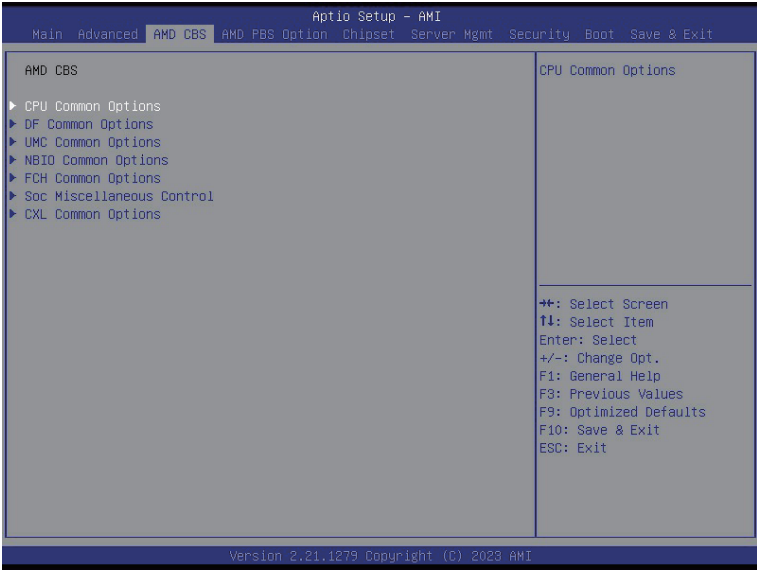 Aptio Setup – AMI
Main Advanced AMD CBS AMD PBS Option Chipset Server Mgmt Security Boot Save & Exit
AMD CBS
CPU Common Options
DF Common Options
UMC Common Options
NBIO Common Options
FCH Common Options
Soc Miscellaneous Control
CXL Common Options
CPU Common Options
→←: Select Screen
↑↓: Select Item
Enter: Select
+/-: Change Opt.
F1: General Help
F3: Previous Values
F9: Optimized Defaults
F10: Save & Exit
ESC: Exit
Version 2.21.1279 Copyright (C) 2023 AMI